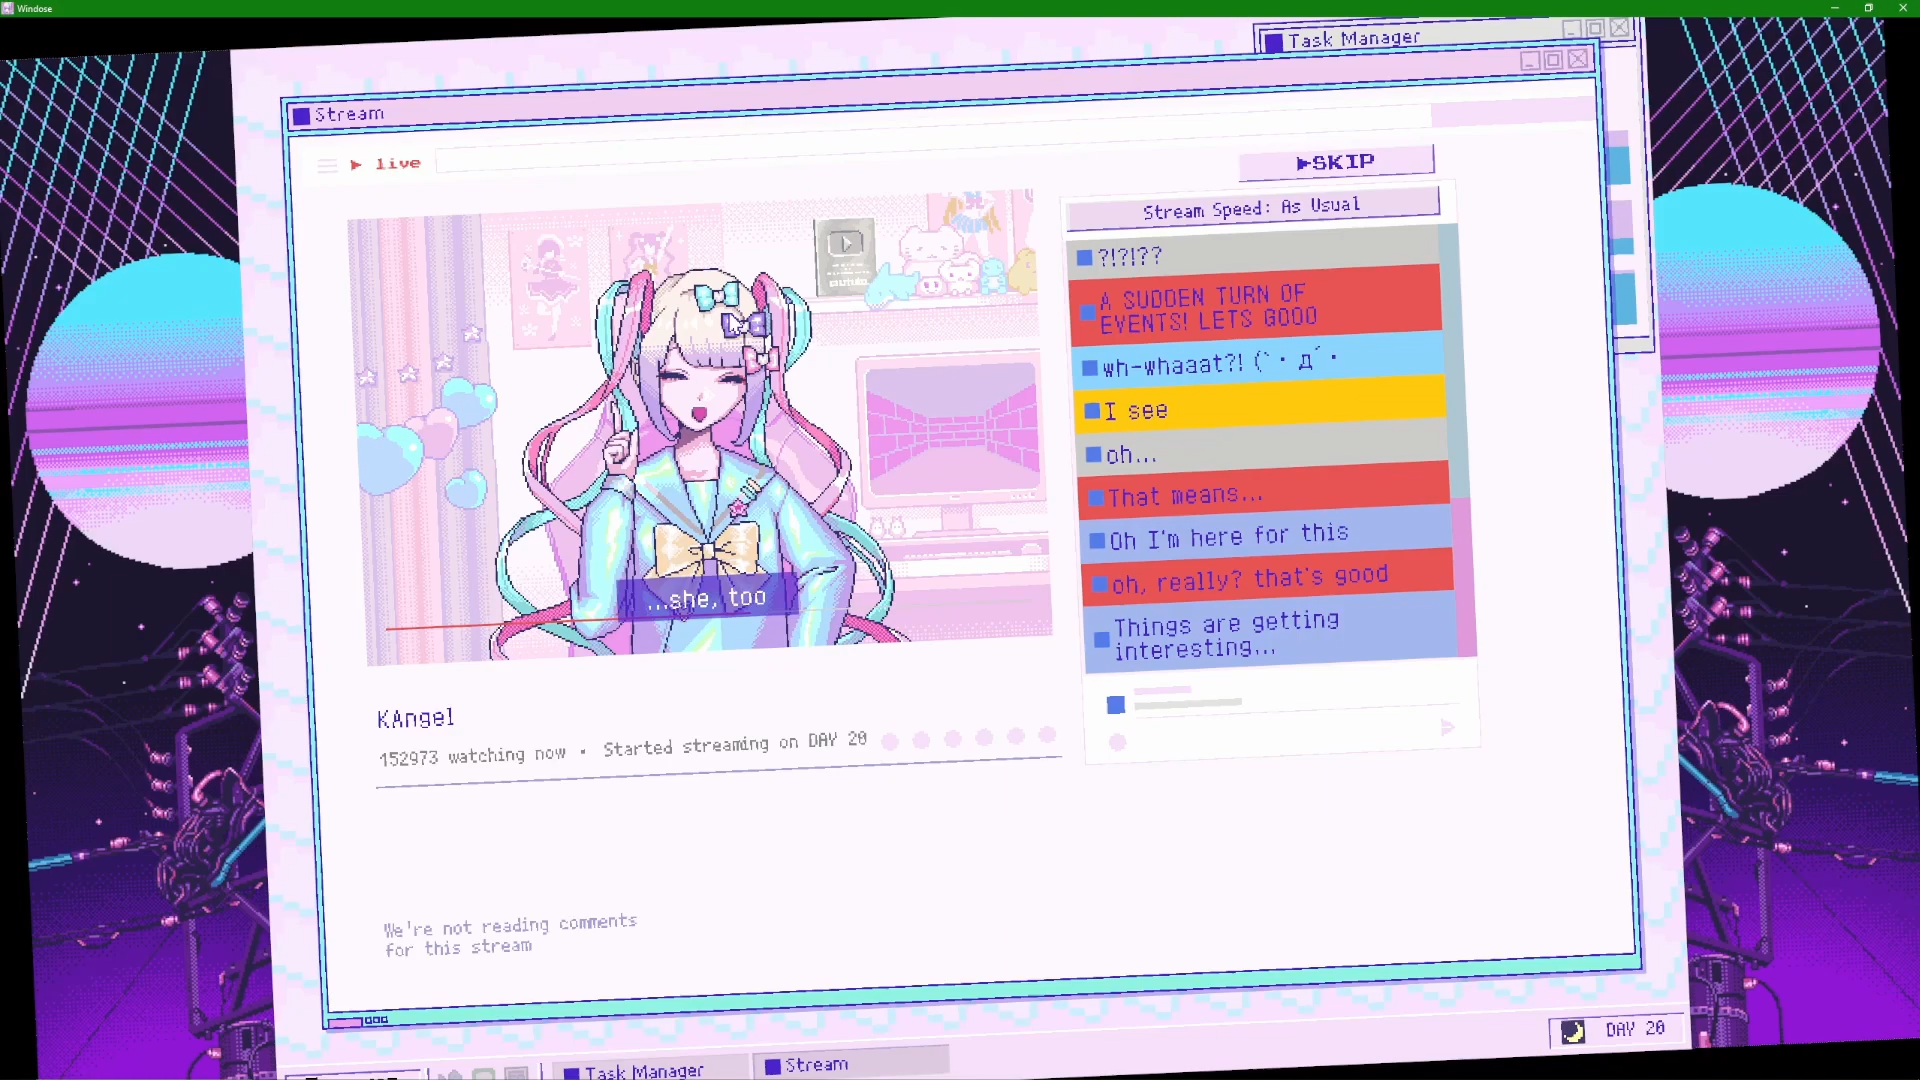 Windose
Task Manager
Stream
live
▶SKIP
Stream Speed: As Usual
?!?!??
A SUDDEN TURN OF
EVENTS! LETS GOOO
wh-whaaat?! (`・д´・
I see
oh...
That means...
Oh I'm here for this
oh, really? that's good
Things are getting
interesting...
...she, too
KAngel
152973 watching now • Started streaming on DAY 20
We're not reading comments
for this stream
DAY 20
Task Manager
Stream